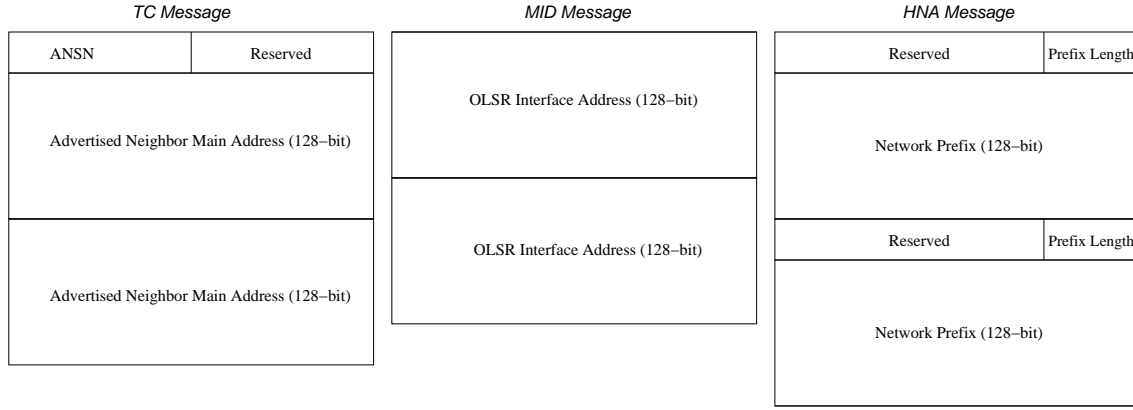 TC Message
ANSN
Reserved
Advertised Neighbor Main Address (128−bit)
Advertised Neighbor Main Address (128−bit)
MID Message
OLSR Interface Address (128−bit)
OLSR Interface Address (128−bit)
HNA Message
Reserved
Prefix Length
Network Prefix (128−bit)
Reserved
Prefix Length
Network Prefix (128−bit)